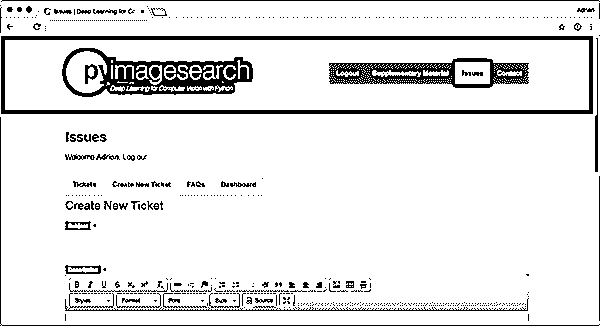 Issues | Deep Learning for Co
Adrian
pyimagesearch
Deep Learning for Computer Vision with Python
Logout Supplementary Material Issues Contact
Issues
Welcome Adrian, Log out
Tickets Create New Ticket FAQs Dashboard
Create New Ticket
Subject *
Description *
B I U S
Styles Format Font Size Source